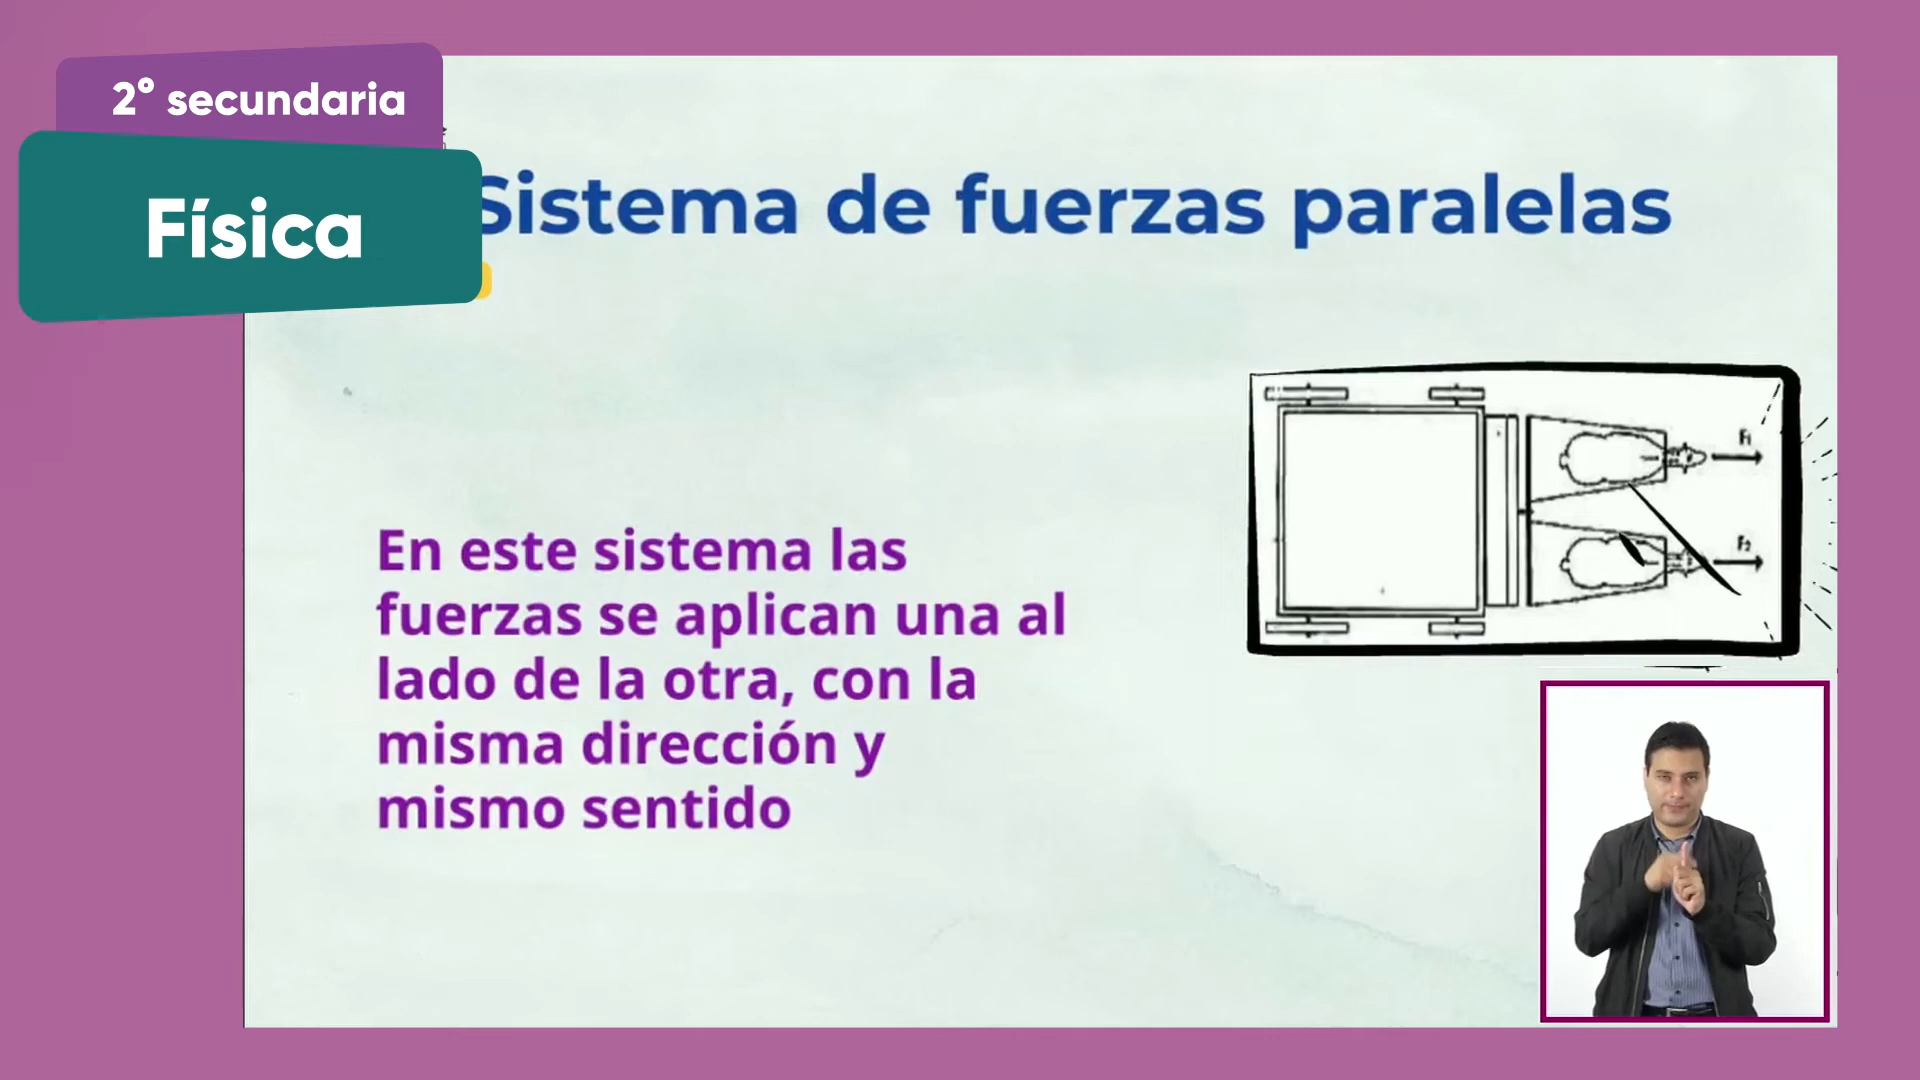 2° secundaria
Física
Sistema de fuerzas paralelas
F1
F2
En este sistema las
fuerzas se aplican una al
lado de la otra, con la
misma dirección y
mismo sentido